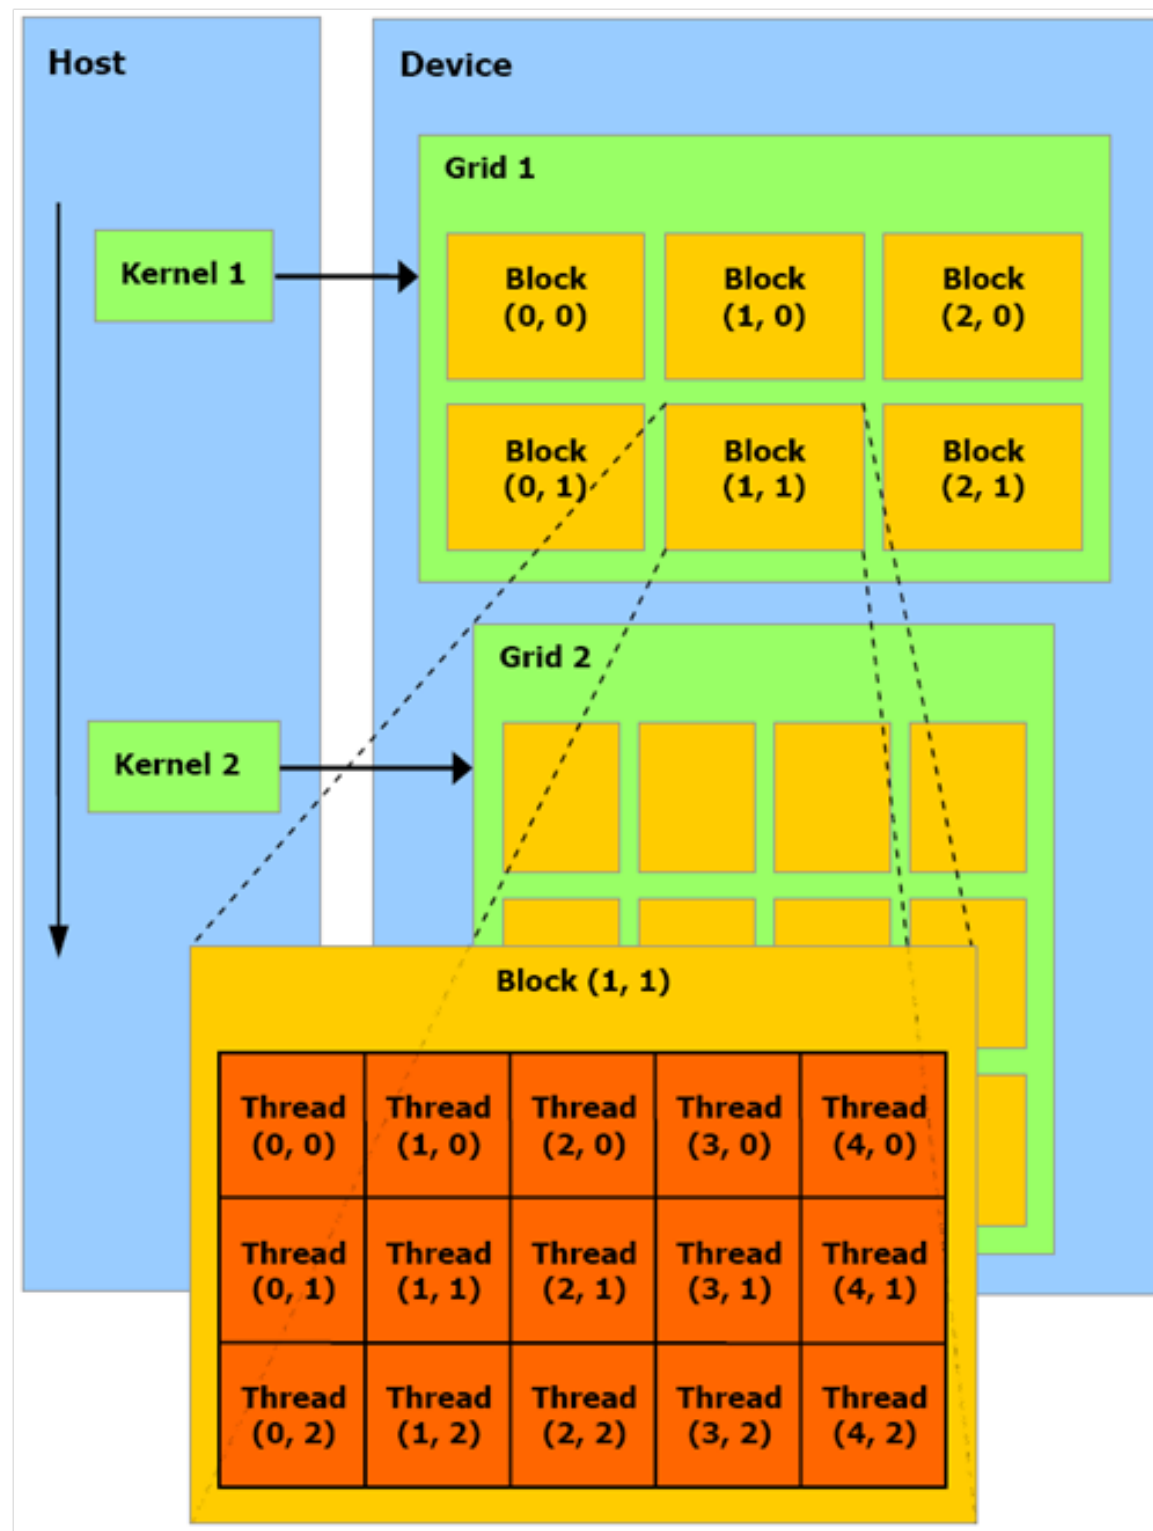 Host
Device
Grid 1
Kernel 1
Block
(0, 0)
Block
(1, 0)
Block
(2, 0)
Block
(0, 1)
Block
(1, 1)
Block
(2, 1)
Grid 2
Kernel 2
Block (1, 1)
Thread
(0, 0)
Thread
(1, 0)
Thread
(2, 0)
Thread
(3, 0)
Thread
(4, 0)
Thread
(0, 1)
Thread
(1, 1)
Thread
(2, 1)
Thread
(3, 1)
Thread
(4, 1)
Thread
(0, 2)
Thread
(1, 2)
Thread
(2, 2)
Thread
(3, 2)
Thread
(4, 2)